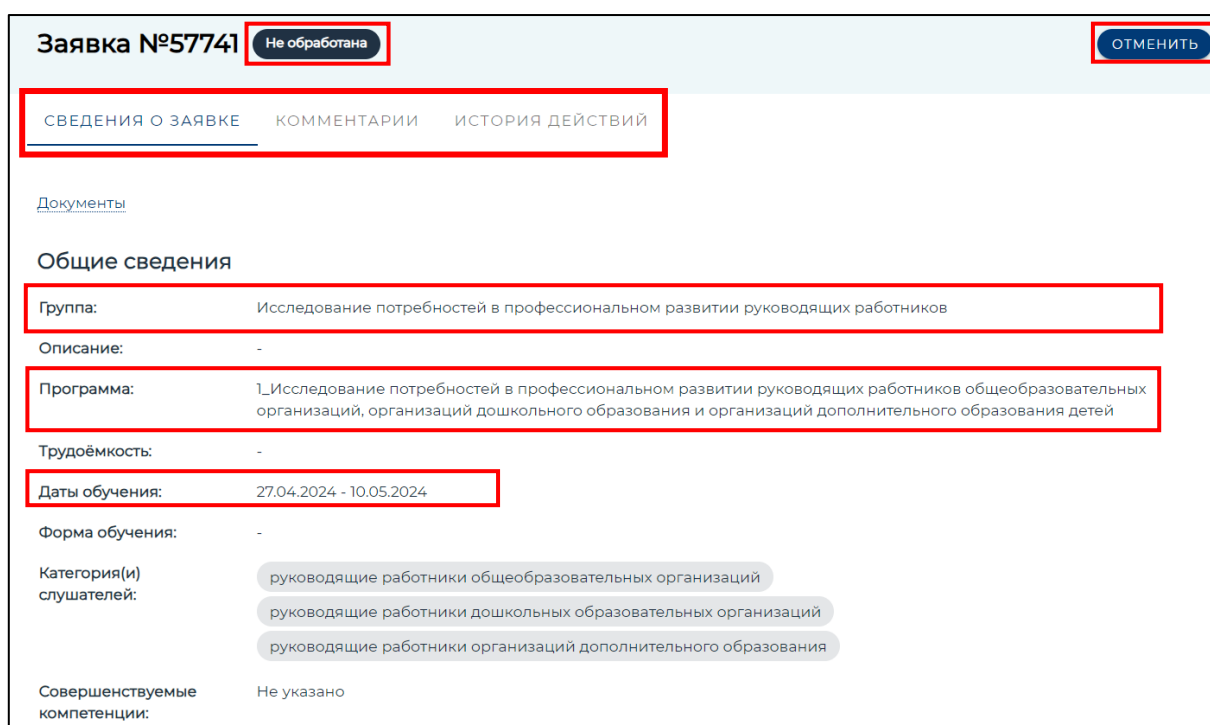 Заявка №57741 Не обработана ОТМЕНИТЬ
СВЕДЕНИЯ О ЗАЯВКЕ КОММЕНТАРИИ ИСТОРИЯ ДЕЙСТВИЙ
Документы
Общие сведения
Группа: Исследование потребностей в профессиональном развитии руководящих работников
Описание: -
Программа: 1_Исследование потребностей в профессиональном развитии руководящих работников общеобразовательных
организаций, организаций дошкольного образования и организаций дополнительного образования детей
Трудоёмкость: -
Даты обучения: 27.04.2024 - 10.05.2024
Форма обучения: -
Категория(и)
слушателей:
руководящие работники общеобразовательных организаций
руководящие работники дошкольных образовательных организаций
руководящие работники организаций дополнительного образования
Совершенствуемые Не указано
компетенции: